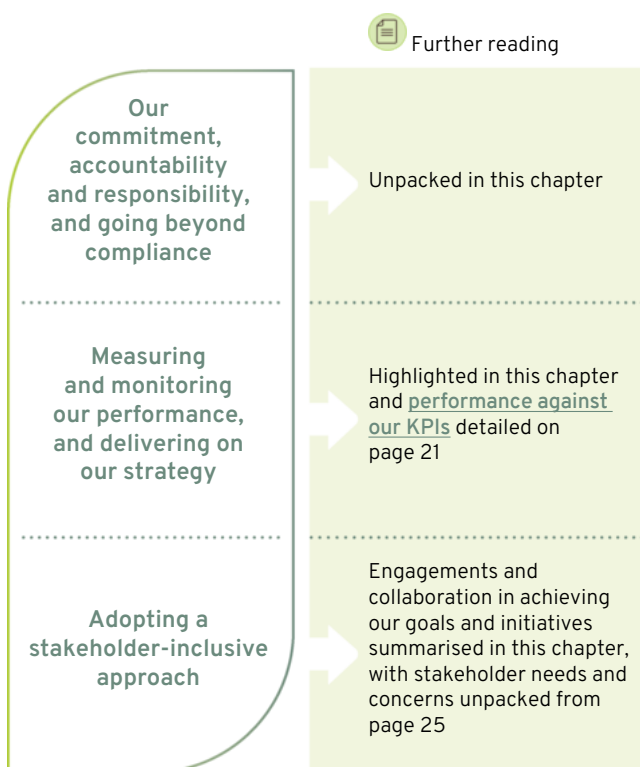 Further reading
Our
commitment,
accountability
and responsibility,
and going beyond
compliance
Unpacked in this chapter
Measuring
and monitoring
our performance,
and delivering on
our strategy
Highlighted in this chapter
and performance against
our KPIs detailed on
page 21
Adopting a
stakeholder-inclusive
approach
Engagements and
collaboration in achieving
our goals and initiatives
summarised in this chapter,
with stakeholder needs and
concerns unpacked from
page 25